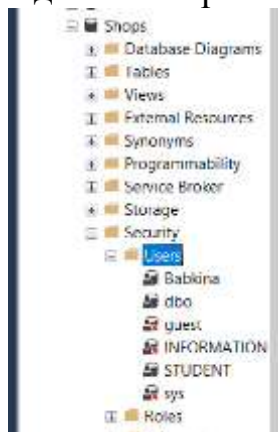 Shops
Database Diagrams
Tables
Views
External Resources
Synonyms
Programmability
Service Broker
Storage
Security
Users
Babkina
dbo
guest
INFORMATION
STUDENT
sys
Roles